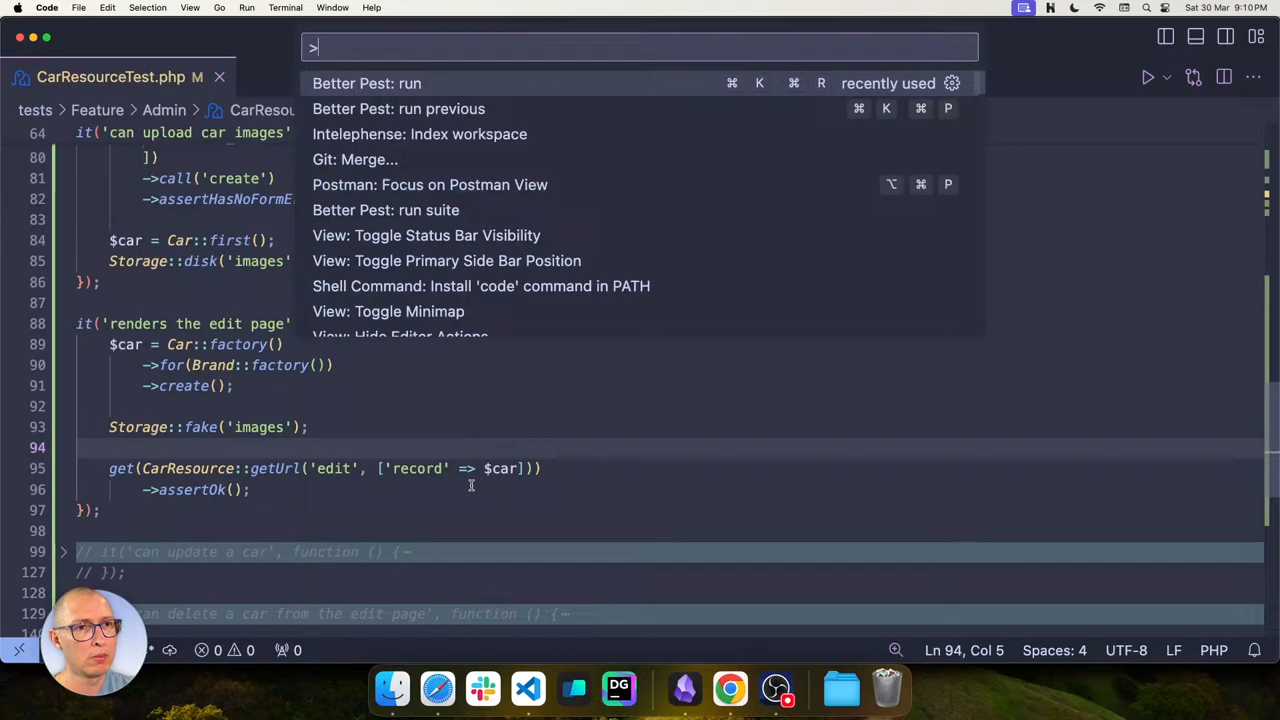 Code File Edit Selection View Go Run Terminal Window Help Sat 30 Mar 9:10 PM
>
CarResourceTest.php M
Better Pest: run ⌘ K ⌘ R recently used
tests > Feature > Admin > CarResou
Better Pest: run previous ⌘ K ⌘ P
64 it('can upload car images'
Intelephense: Index workspace
80 ])
Git: Merge...
81 ->call('create')
Postman: Focus on Postman View ⌥ ⌘ P
82 ->assertHasNoFormE
Better Pest: run suite
83
View: Toggle Status Bar Visibility
84 $car = Car::first();
View: Toggle Primary Side Bar Position
85 Storage::disk('images'
Shell Command: Install 'code' command in PATH
86 });
View: Toggle Minimap
87
View: Hide Editor Actions
88 it('renders the edit page'
89 $car = Car::factory()
90 ->for(Brand::factory())
91 ->create();
92
93 Storage::fake('images');
94
95 get(CarResource::getUrl('edit', ['record' => $car]))
96 ->assertOk();
97 });
98
99 // it('can update a car', function () {
127 // });
128
129 can delete a car from the edit page', function () {
0 0 0 Ln 94, Col 5 Spaces: 4 UTF-8 LF PHP
DG